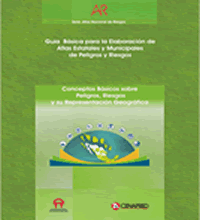 AR
Serie: Atlas Nacional de Riesgos
Guía Básica para la Elaboración de
Atlas Estatales y Municipales
de Peligros y Riesgos
Conceptos Básicos sobre
Peligros, Riesgos
y su Representación Geográfica
CENAPRED